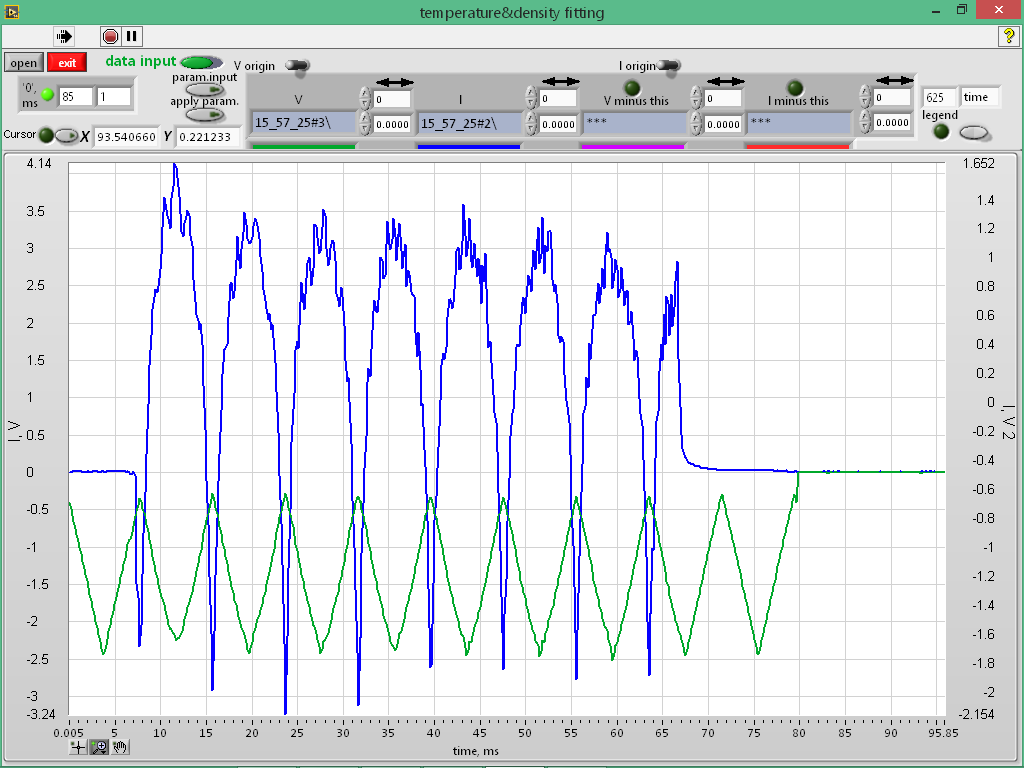 temperature&density fitting
?
open exit data input V origin I origin
'0', ms 85 1 param.input apply param.
V 0 I 0 V minus this 0 I minus this 0 625 time
15_57_25#3\ 0.0000 15_57_25#2\ 0.0000 *** 0.0000 *** 0.0000 legend
Cursor X 93.540660 Y 0.221233
4.14 1.652
3.5 1.4
3 1.2
2.5 1
2 0.8
1.5 0.6
1 0.4
0.5 0.2
0 0
-0.5 -0.2
-1 -0.4
-1.5 -0.6
-2 -0.8
-2.5 -1
-3 -1.2
-3.24 -1.4
-1.6
-1.8
-2
-2.154
I, V
I, V 2
0.005 5 10 15 20 25 30 35 40 45 50 55 60 65 70 75 80 85 90 95.85
time, ms